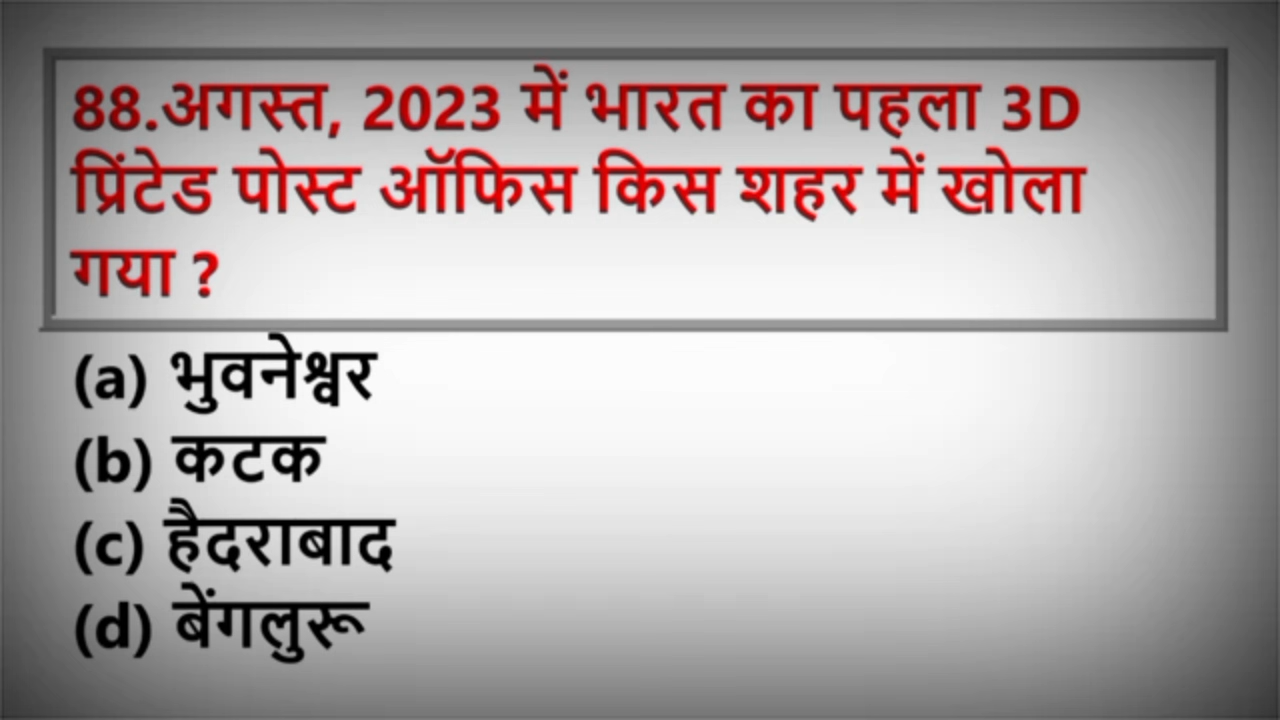 88.अगस्त, 2023 में भारत का पहला 3D
प्रिंटेड पोस्ट ऑफिस किस शहर में खोला
गया ?
(a) भुवनेश्वर
(b) कटक
(c) हैदराबाद
(d) बेंगलुरू